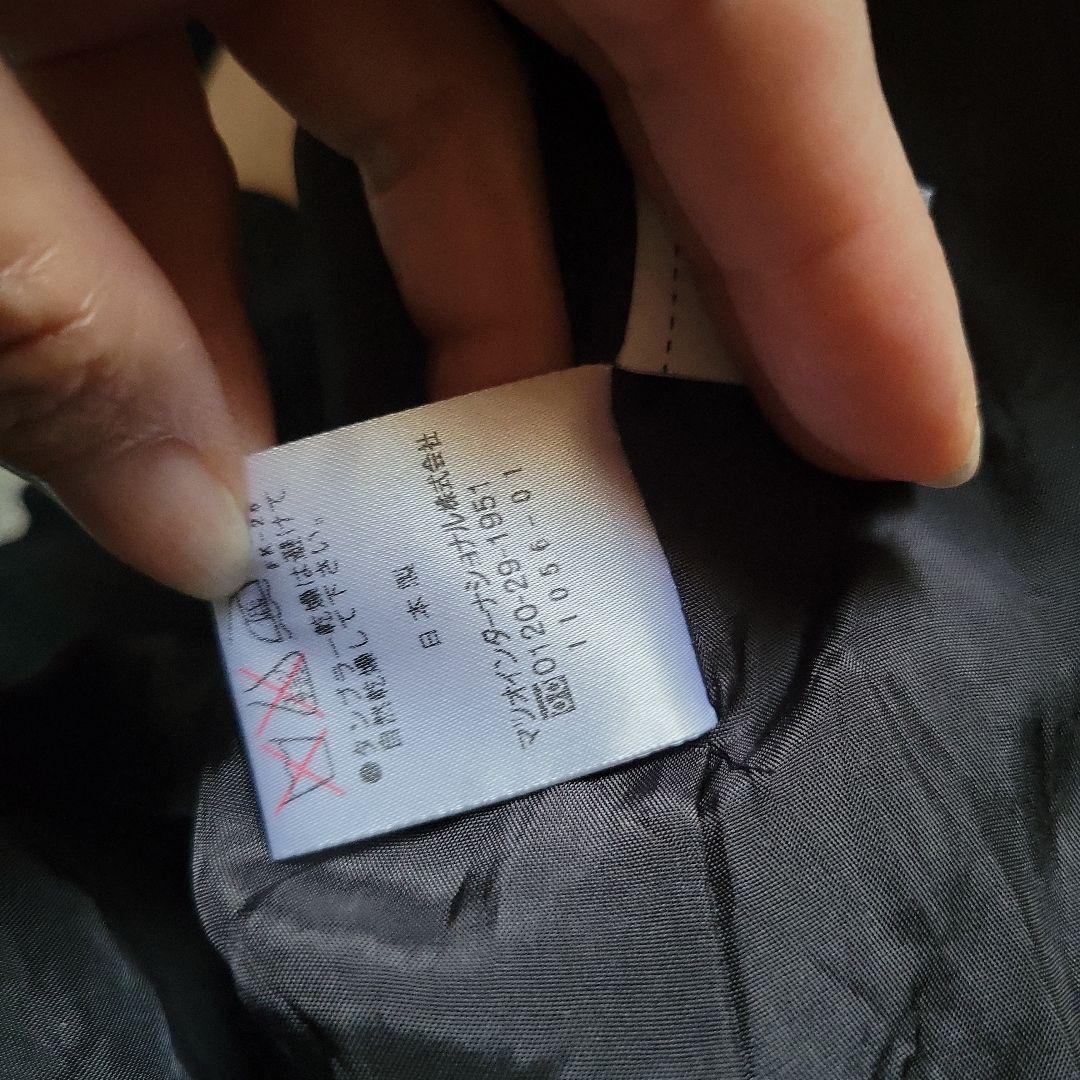 タンブラー乾燥は避けて
自然乾燥して下さい。
日本製
マツオインターナショナル株式会社
0120-29-1951
11066-01